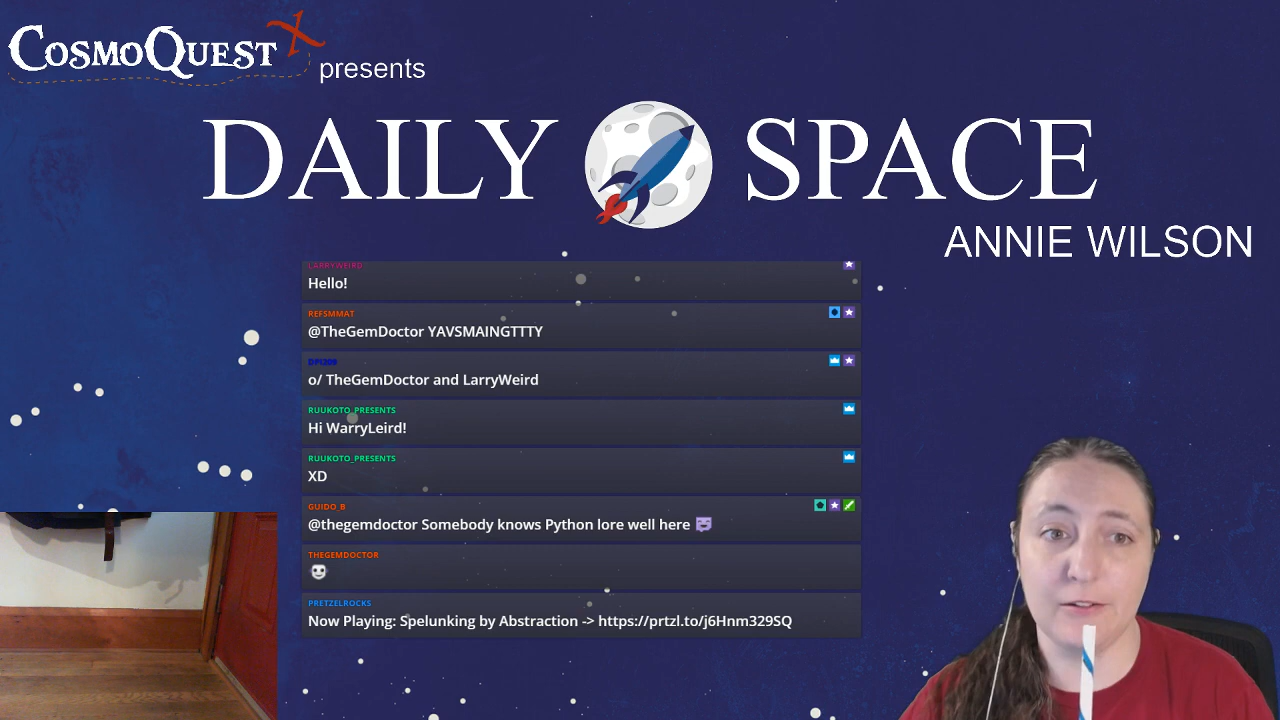 CosmoQuest X
presents
DAILY SPACE
ANNIE WILSON
LARRYWEIRD
Hello!
REFSMMAT
@TheGemDoctor YAVSMAINGTTTY
o/ TheGemDoctor and LarryWeird
RUUKOTO_PRESENTS
Hi WarryLeird!
RUUKOTO_PRESENTS
XD
GUIDO_B
@thegemdoctor Somebody knows Python lore well here
THEGEMDOCTOR
PRETZELROCKS
Now Playing: Spelunking by Abstraction -> https://prtzl.to/j6Hnm329SQ